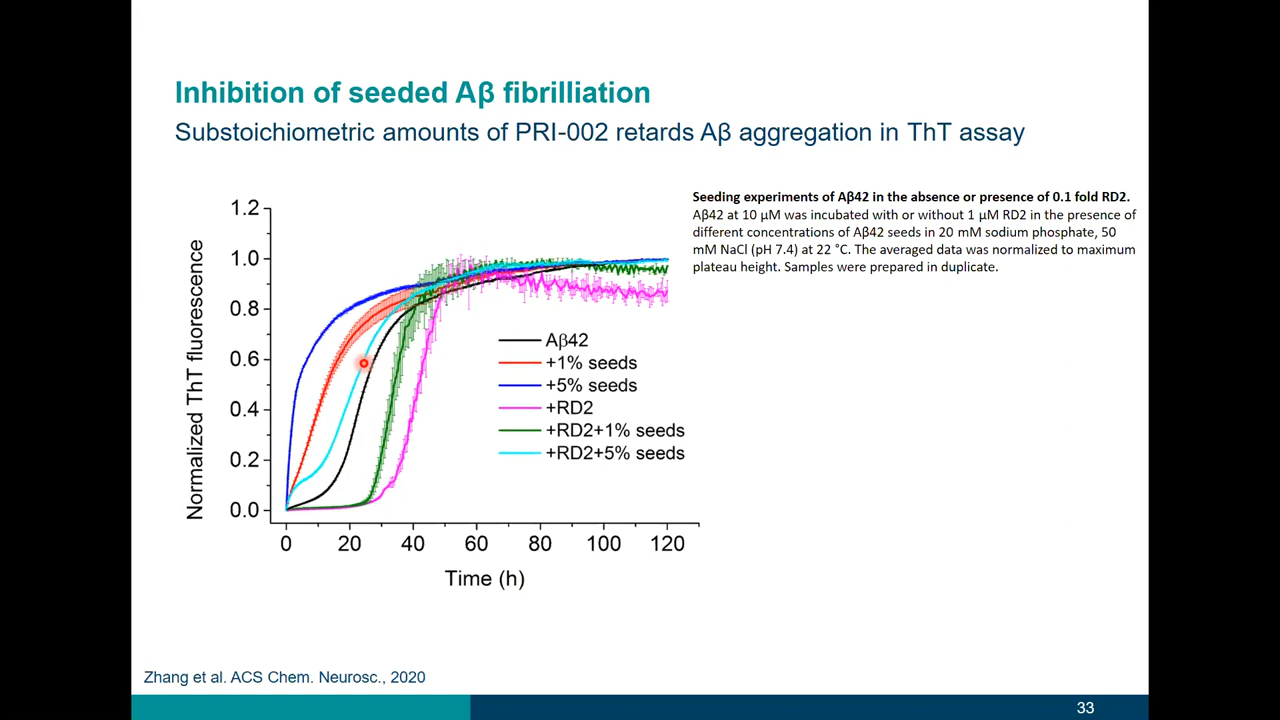 Inhibition of seeded Aβ fibrilliation
Substoichiometric amounts of PRI-002 retards Aβ aggregation in ThT assay
Seeding experiments of Aβ42 in the absence or presence of 0.1 fold RD2.
Aβ42 at 10 µM was incubated with or without 1 µM RD2 in the presence of
different concentrations of Aβ42 seeds in 20 mM sodium phosphate, 50
mM NaCl (pH 7.4) at 22 °C. The averaged data was normalized to maximum
plateau height. Samples were prepared in duplicate.
Normalized ThT fluorescence
1.2
1.0
0.8
0.6
0.4
0.2
0.0
Aβ42
+1% seeds
+5% seeds
+RD2
+RD2+1% seeds
+RD2+5% seeds
0 20 40 60 80 100 120
Time (h)
Zhang et al. ACS Chem. Neurosc., 2020
33